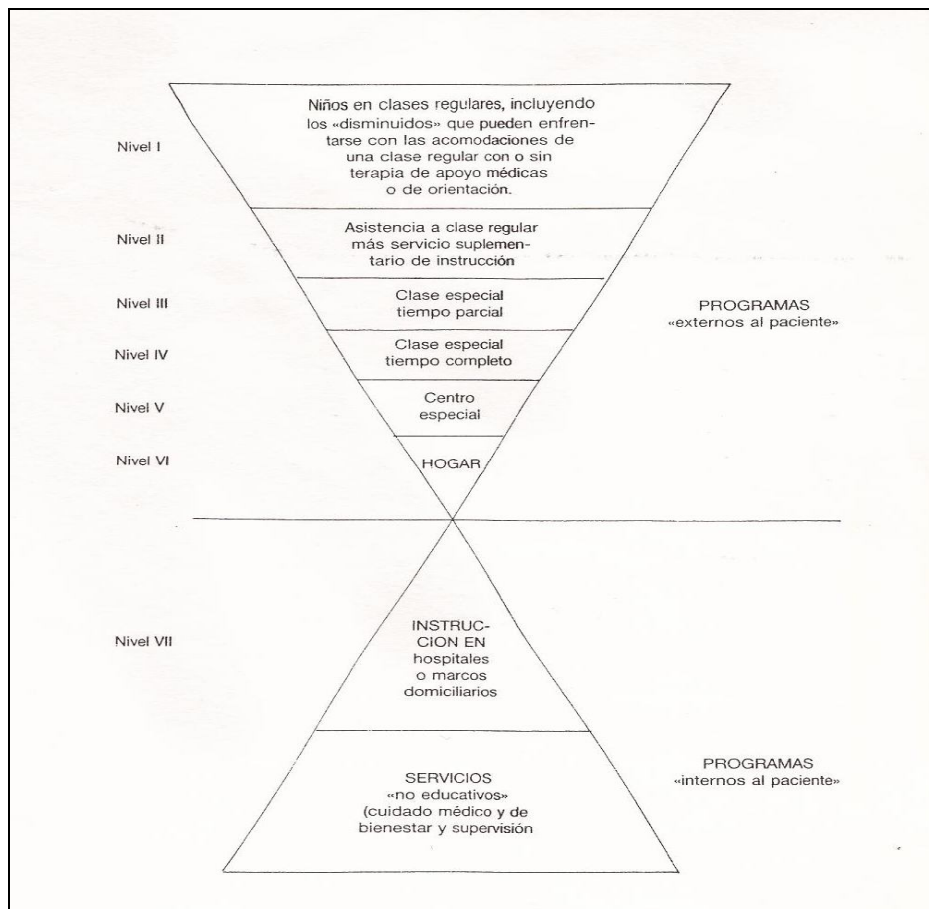 Nivel I
Niños en clases regulares, incluyendo
los «disminuidos» que pueden enfren-
tarse con las acomodaciones de
una clase regular con o sin
terapia de apoyo médicas
o de orientación.
Nivel II
Asistencia a clase regular
más servicio suplemen-
tario de instrucción
Nivel III
Clase especial
tiempo parcial
Nivel IV
Clase especial
tiempo completo
Nivel V
Centro
especial
Nivel VI
HOGAR
PROGRAMAS
«externos al paciente»
Nivel VII
INSTRUC-
CION EN
hospitales
o marcos
domiciliarios
SERVICIOS
«no educativos»
(cuidado médico y de
bienestar y supervisión
PROGRAMAS
«internos al paciente»